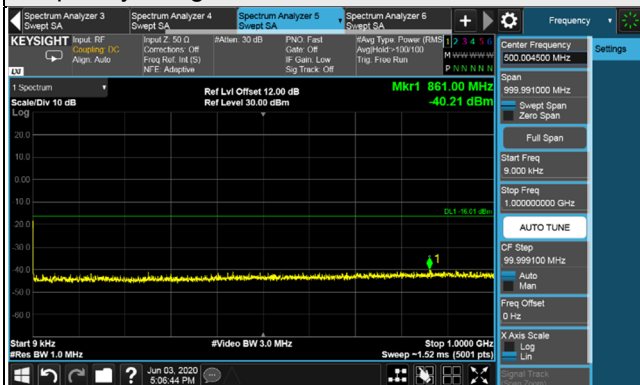 Spectrum Analyzer 3
Swept SA
Spectrum Analyzer 4
Swept SA
Spectrum Analyzer 5
Swept SA
Spectrum Analyzer 6
Swept SA
+
Frequency
KEYSIGHT
Input: RF
Coupling: DC
Align: Auto
Input Z: 50 Ω
Corrections: Off
Freq Ref: Int (S)
NFE: Adaptive
#Atten: 30 dB
PNO: Fast
Gate: Off
IF Gain: Low
Sig Track: Off
#Avg Type: Power (RMS
Avg|Hold>100/100
Trig: Free Run
1 2 3 4 5 6
M W W W W W
P N N N N N
LXI
1 Spectrum
Scale/Div 10 dB
Log
Ref Lvl Offset 12.00 dB
Ref Level 30.00 dBm
Mkr1 861.00 MHz
-40.21 dBm
20.0
10.0
0.00
-10.0
DL1 -16.01 dBm
-20.0
-30.0
1
-40.0
-50.0
-60.0
Start 9 kHz
#Res BW 1.0 MHz
#Video BW 3.0 MHz
Stop 1.0000 GHz
Sweep ~1.52 ms (5001 pts)
Center Frequency
500.004500 MHz
Settings
Span
999.991000 MHz
Swept Span
Zero Span
Full Span
Start Freq
9.000 kHz
Stop Freq
1.000000000 GHz
AUTO TUNE
CF Step
99.999100 MHz
Auto
Man
Freq Offset
0 Hz
X Axis Scale
Log
Lin
Signal Track
(Span Zoom)
?
Jun 03, 2020
5:06:44 PM